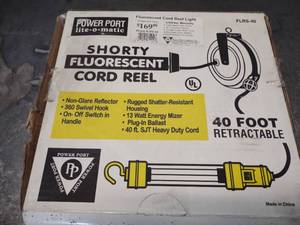 POWER PORT
lite-o-matic
Fluorescent Cord Reel Light
$169
FLRS-40
SHORTY
FLUORESCENT
CORD REEL
UL
• Non-Glare Reflector
• 360 Swivel Hook
• On- Off Switch in
Handle
• Rugged Shatter-Resistant
Housing
• 13 Watt Energy Mizer
• Plug-in Ballast
• 40 ft. SJT Heavy Duty Cord
40 FOOT
RETRACTABLE
POWER PORT
PP
Made in China